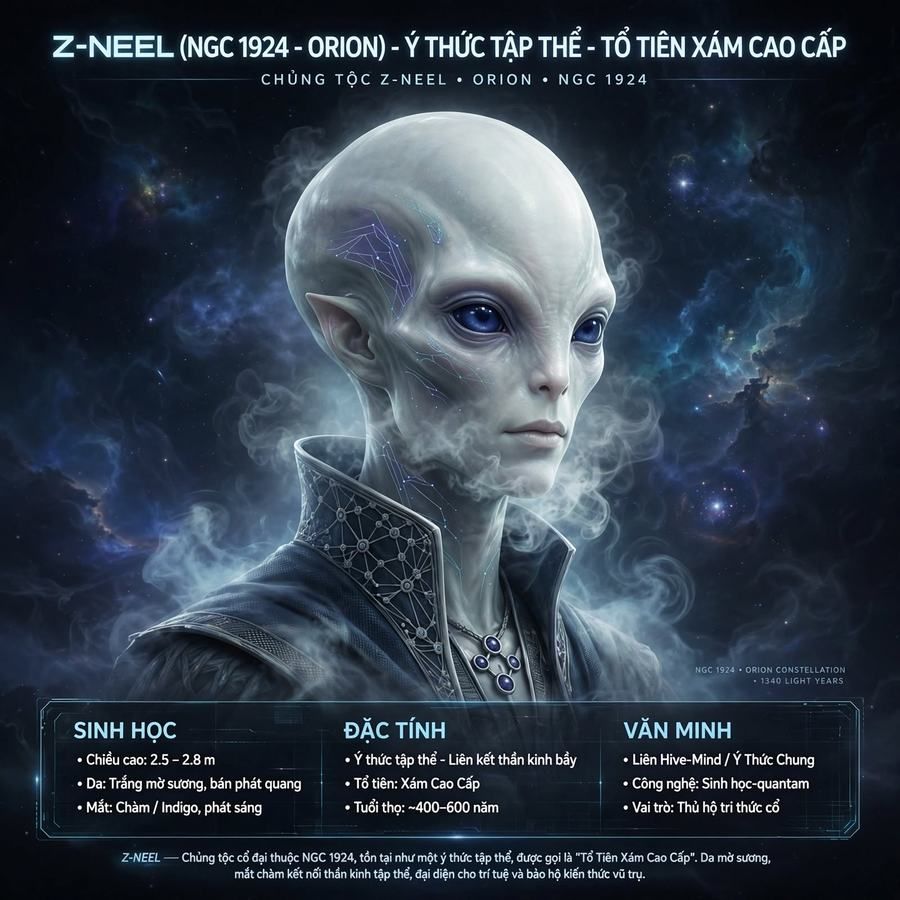 Z-NEEL (NGC 1924 - ORION) - Ý THỨC TẬP THỂ - TỔ TIÊN XÁM CAO CẤP
CHỦNG TỘC Z-NEEL • ORION • NGC 1924
NGC 1924 • ORION CONSTELLATION
• 1340 LIGHT YEARS
SINH HỌC
• Chiều cao: 2.5 – 2.8 m
• Da: Trắng mờ sương, bán phát quang
• Mắt: Chàm / Indigo, phát sáng
ĐẶC TÍNH
• Ý thức tập thể - Liên kết thần kinh bầy
• Tổ tiên: Xám Cao Cấp
• Tuổi thọ: ~400–600 năm
VĂN MINH
• Liên Hive-Mind / Ý Thức Chung
• Công nghệ: Sinh học-quantam
• Vai trò: Thủ hộ tri thức cổ
Z-NEEL — Chủng tộc cổ đại thuộc NGC 1924, tồn tại như một ý thức tập thể, được gọi là "Tổ Tiên Xám Cao Cấp". Da mờ sương,
mắt chàm kết nối thần kinh tập thể, đại diện cho trí tuệ và bảo hộ kiến thức vũ trụ.